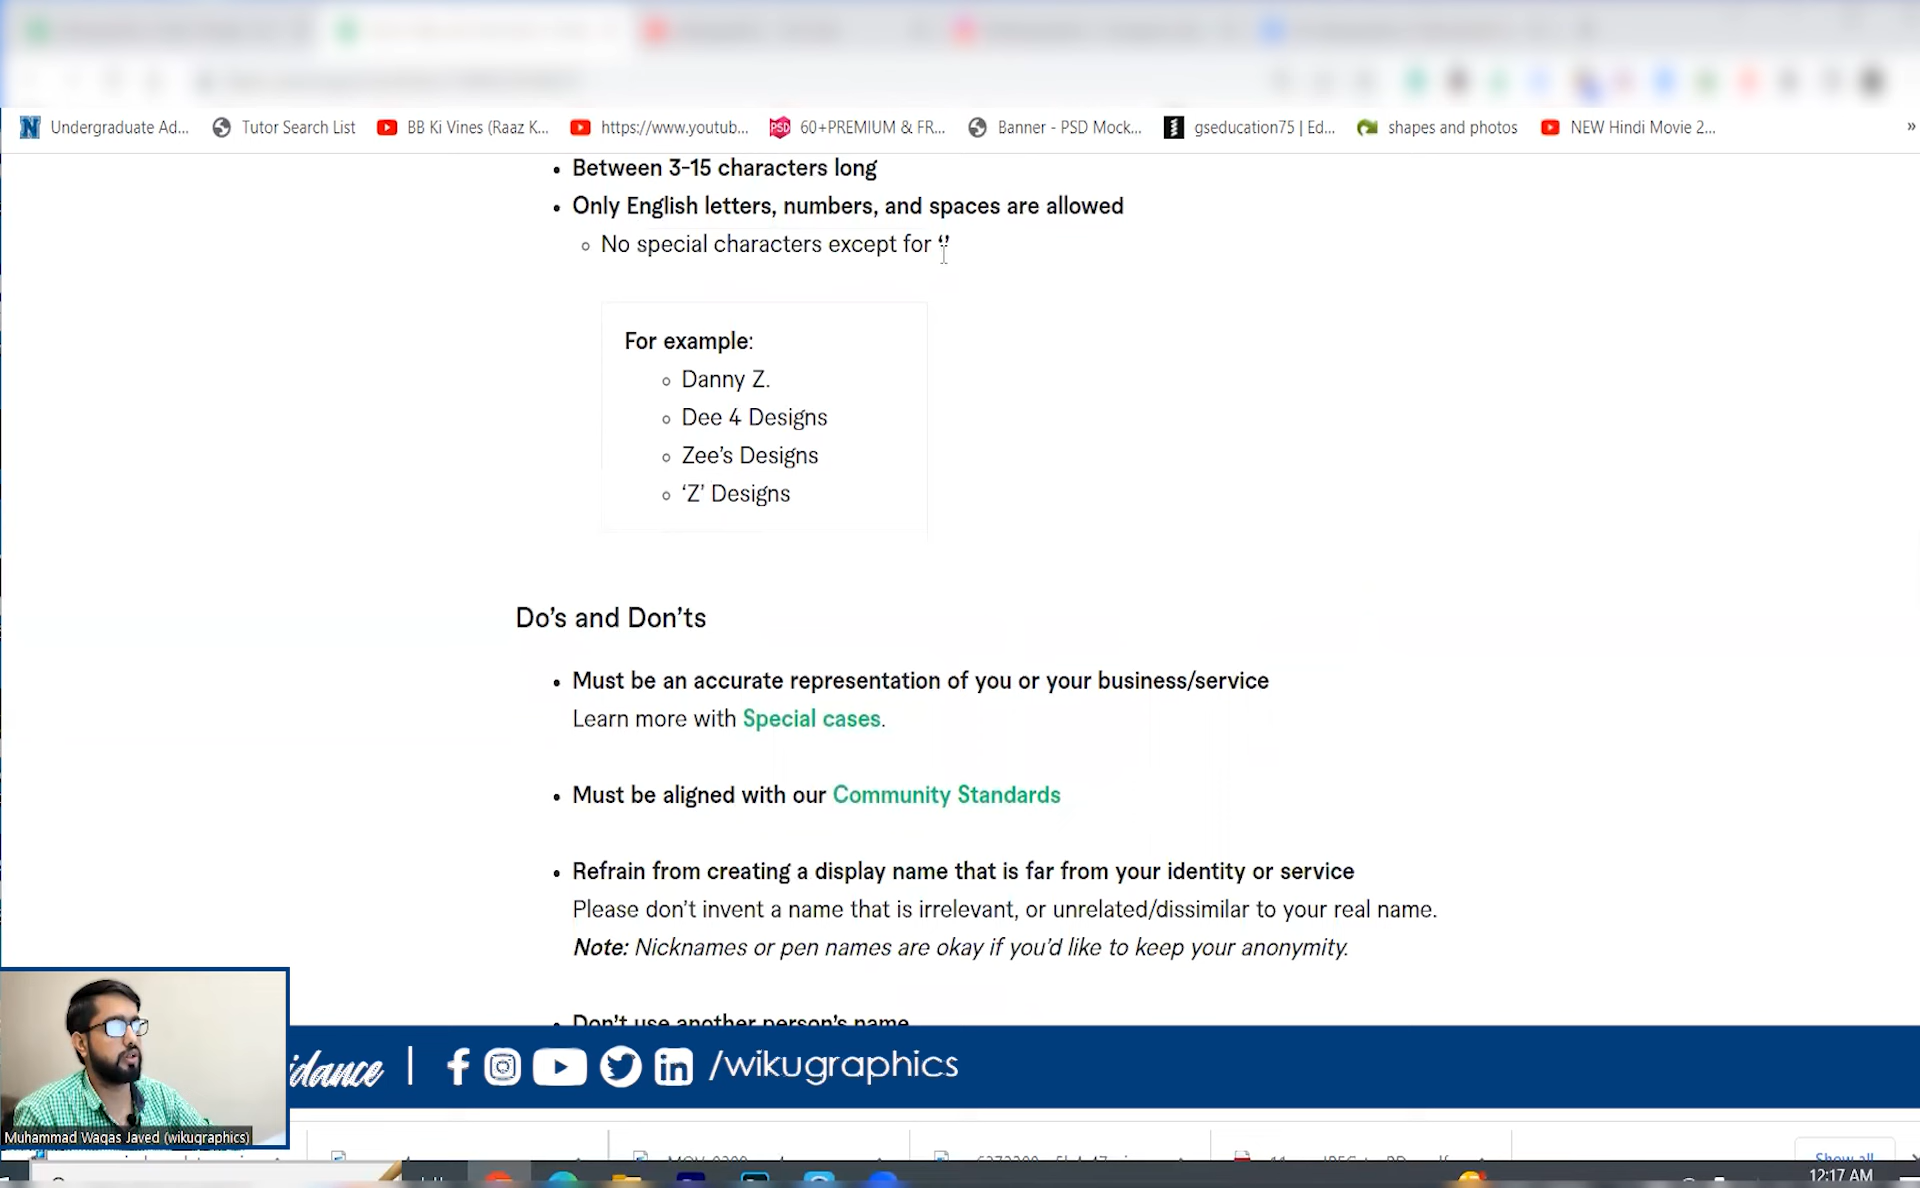 Undergraduate Ad... Tutor Search List BB Ki Vines (Raaz K... https://www.youtub... 60+PREMIUM & FR... Banner - PSD Mock... gseducation75 | Ed... shapes and photos NEW Hindi Movie 2... »
• Between 3-15 characters long
• Only English letters, numbers, and spaces are allowed
No special characters except for ‘’
For example:
Danny Z.
Dee 4 Designs
Zee’s Designs
‘Z’ Designs
Do’s and Don’ts
• Must be an accurate representation of you or your business/service
Learn more with Special cases.
• Must be aligned with our Community Standards
• Refrain from creating a display name that is far from your identity or service
Please don’t invent a name that is irrelevant, or unrelated/dissimilar to your real name.
Note: Nicknames or pen names are okay if you’d like to keep your anonymity.
• Don’t use another person’s name
idance | /wikugraphics
Muhammad Waqas Javed (wikugraphics)
Show all
12:17 AM